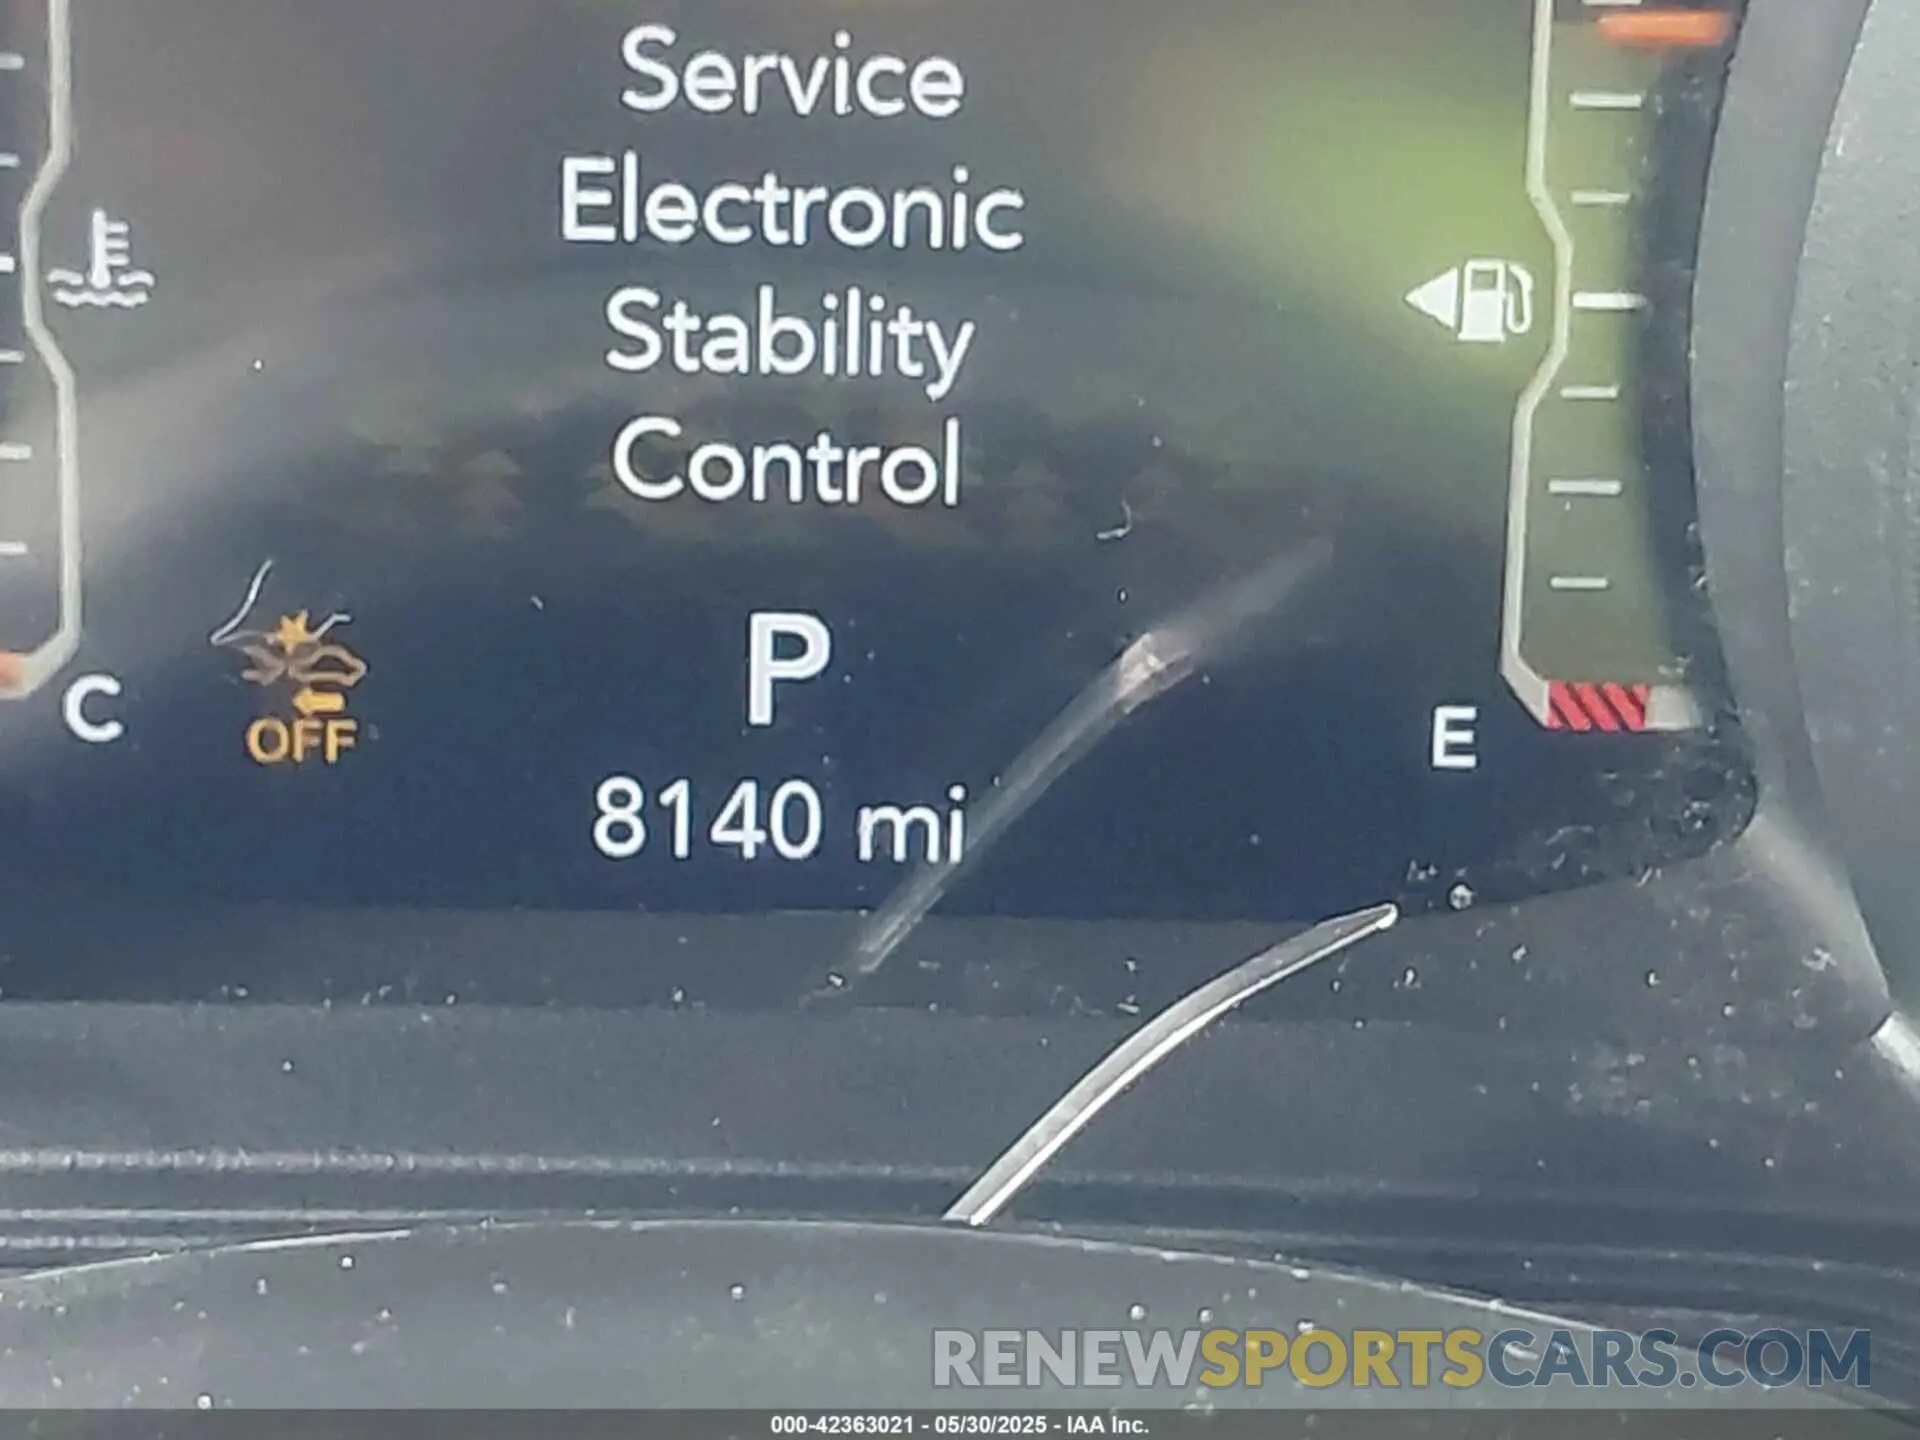 Service
Electronic
Stability
Control
P
C
OFF
E
8140 mi
RENEWSPORTSCARS.COM
000-42363021 - 05/30/2025 - IAA Inc.